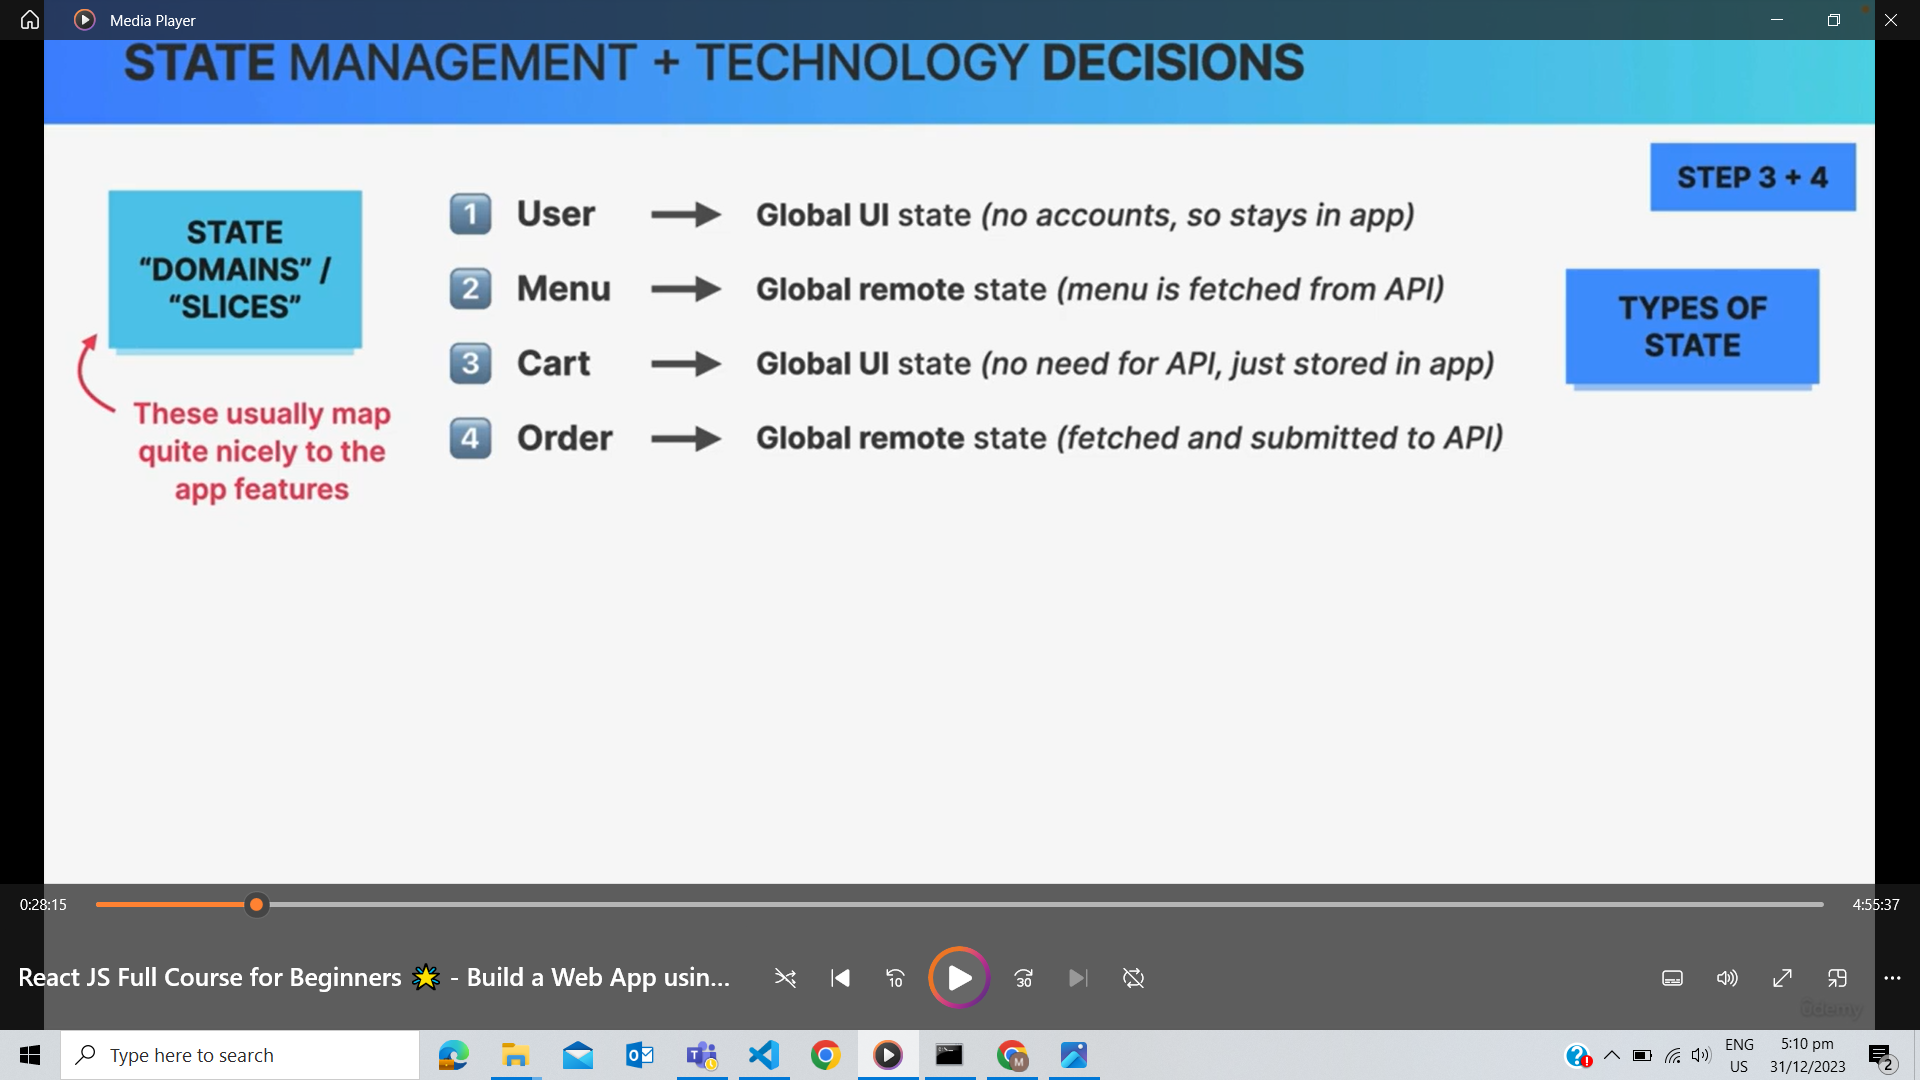 Media Player
STATE MANAGEMENT + TECHNOLOGY DECISIONS
STEP 3 + 4
STATE
“DOMAINS” /
“SLICES”
1 User Global UI state (no accounts, so stays in app)
2 Menu Global remote state (menu is fetched from API)
3 Cart Global UI state (no need for API, just stored in app)
4 Order Global remote state (fetched and submitted to API)
TYPES OF
STATE
These usually map
quite nicely to the
app features
0:28:15
4:55:37
React JS Full Course for Beginners 🌟 - Build a Web App usin...
10
30
ûdemy
Type here to search
M
ENG
US
5:10 pm
31/12/2023
2